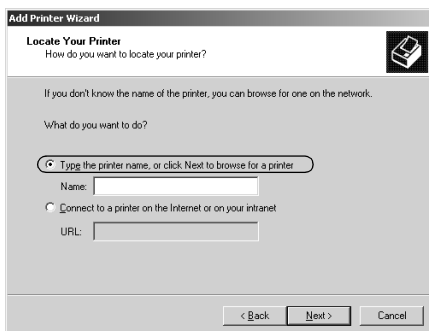 Add Printer Wizard
Locate Your Printer
How do you want to locate your printer?
If you don't know the name of the printer, you can browse for one on the network.
What do you want to do?
Type the printer name, or click Next to browse for a printer
Name:
Connect to a printer on the Internet or on your intranet
URL:
< Back Next > Cancel